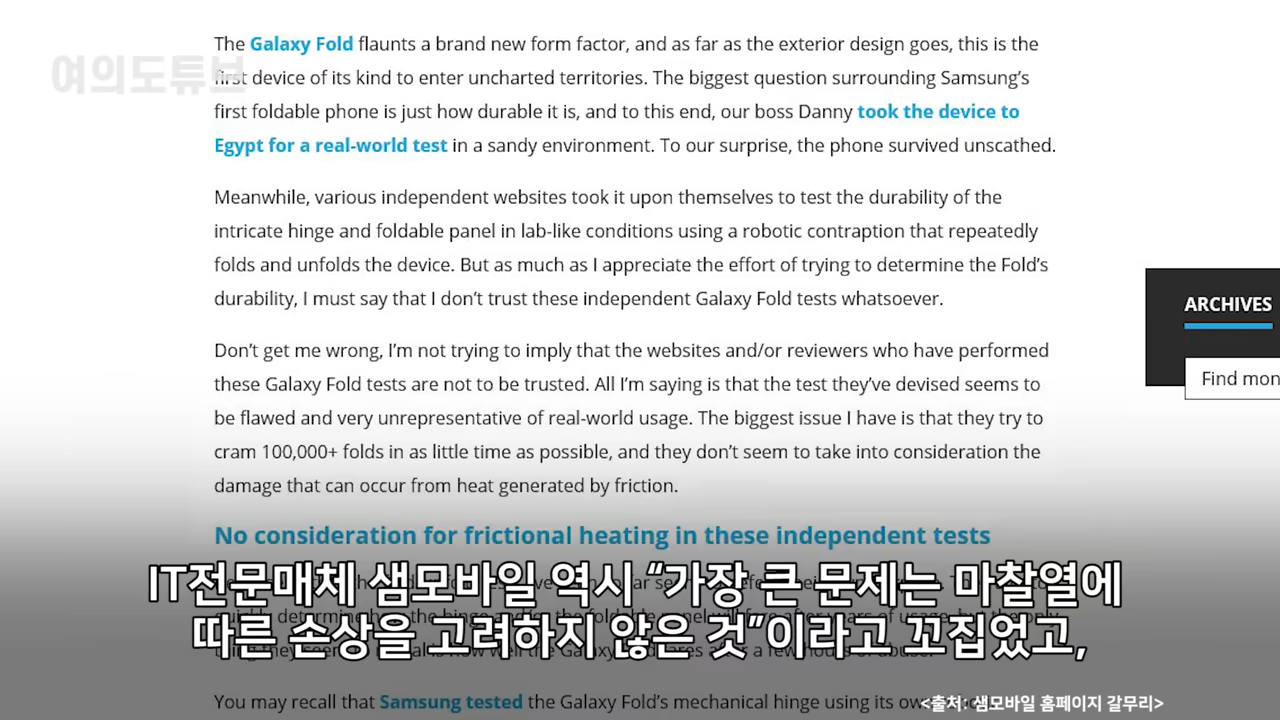 The Galaxy Fold flaunts a brand new form factor, and as far as the exterior design goes, this is the
여의도튜브
first device of its kind to enter uncharted territories. The biggest question surrounding Samsung's
first foldable phone is just how durable it is, and to this end, our boss Danny took the device to
Egypt for a real-world test in a sandy environment. To our surprise, the phone survived unscathed.
Meanwhile, various independent websites took it upon themselves to test the durability of the
intricate hinge and foldable panel in lab-like conditions using a robotic contraption that repeatedly
folds and unfolds the device. But as much as I appreciate the effort of trying to determine the Fold's
durability, I must say that I don't trust these independent Galaxy Fold tests whatsoever.
ARCHIVES
Don't get me wrong, I'm not trying to imply that the websites and/or reviewers who have performed
these Galaxy Fold tests are not to be trusted. All I'm saying is that the test they've devised seems to
Find mon
be flawed and very unrepresentative of real-world usage. The biggest issue I have is that they try to
cram 100,000+ folds in as little time as possible, and they don't seem to take into consideration the
damage that can occur from heat generated by friction.
No consideration for frictional heating in these independent tests
IT전문매체 샘모바일 역시 “가장 큰 문제는 마찰열에
따른 손상을 고려하지 않은 것”이라고 꼬집었고,
You may recall that Samsung tested the Galaxy Fold's mechanical hinge using its own
<출처: 샘모바일 홈페이지 갈무리>